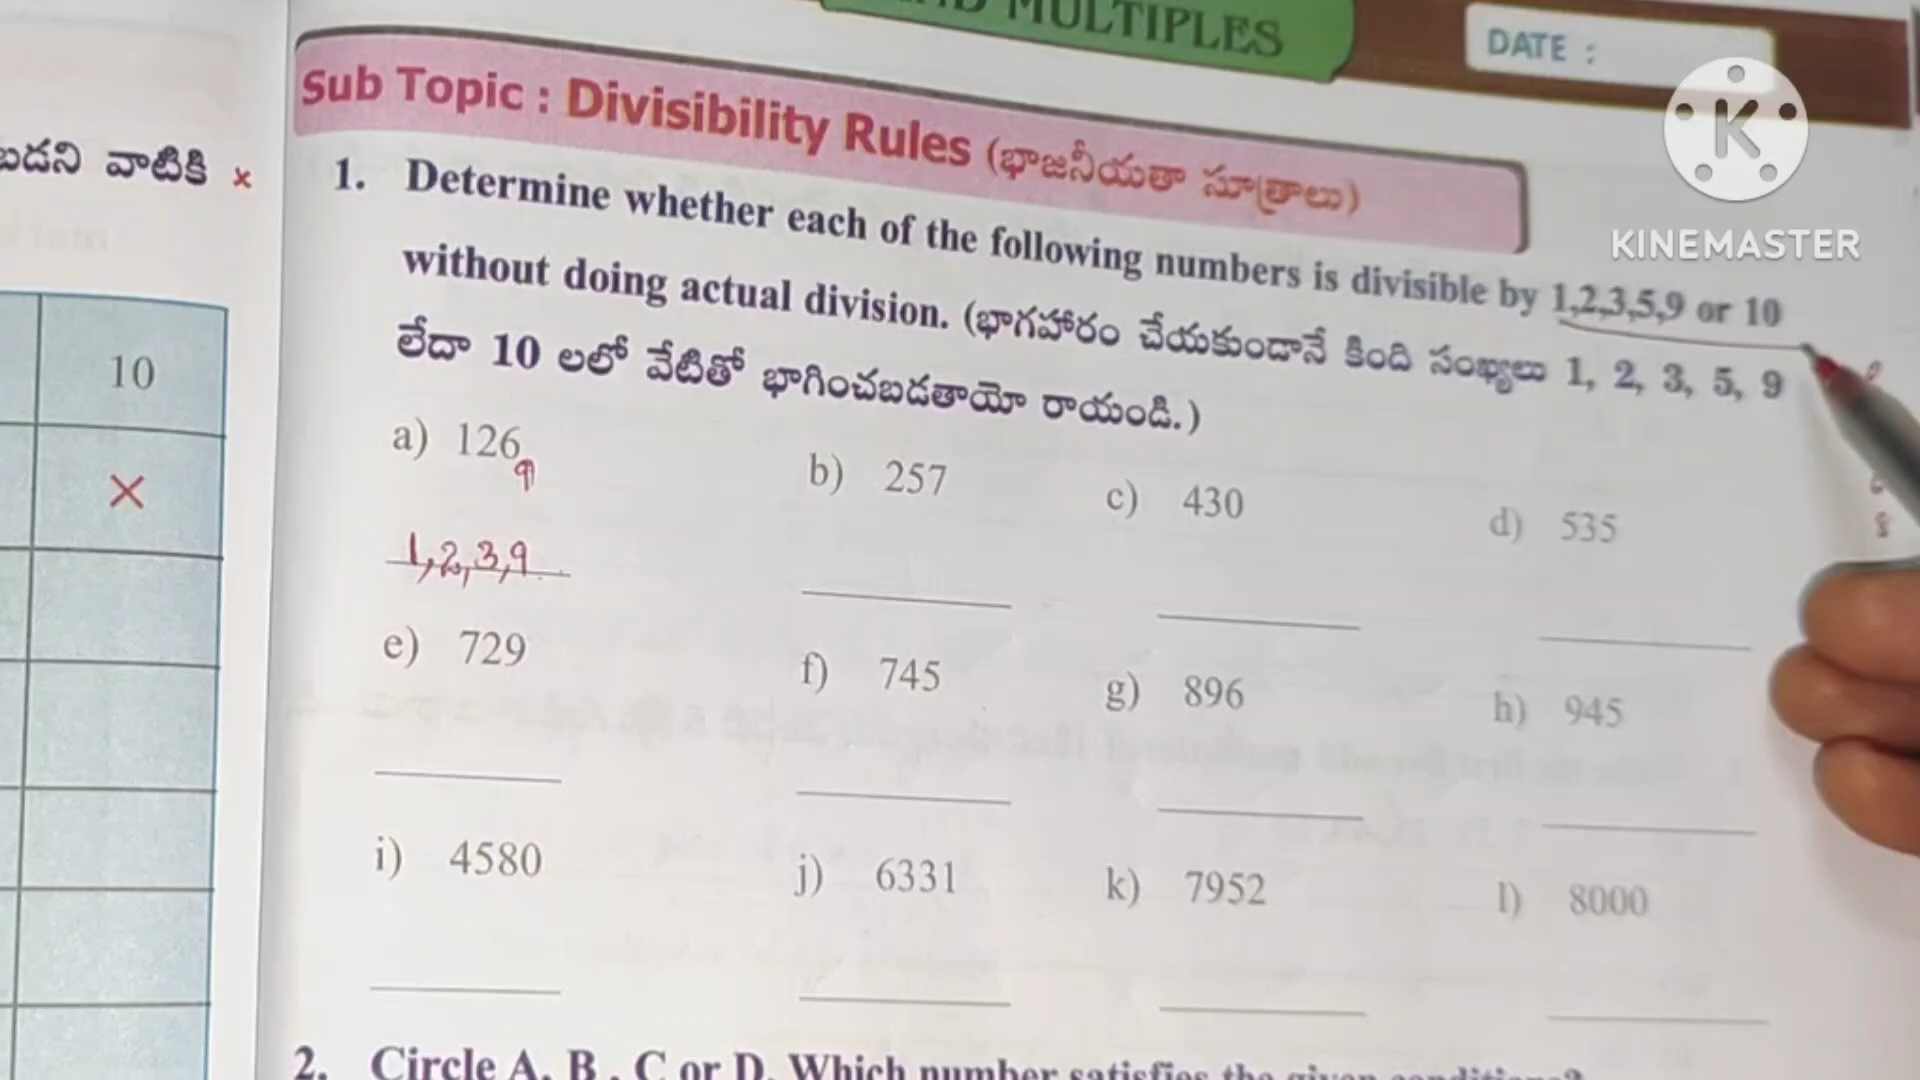 MULTIPLES
DATE :
KINEMASTER
Sub Topic : Divisibility Rules (భాజనీయతా సూత్రాలు)
వాటికి ×
1. Determine whether each of the following numbers is divisible by 1,2,3,5,9 or 10
without doing actual division. (భాగహారం చేయకుండానే కింది సంఖ్యలు 1, 2, 3, 5, 9
లేదా 10 లలో వేటితో భాగించబడతాయో రాయండి.)
10
×
a) 126 b) 257 c) 430 d) 535
9
1,2,3,9
e) 729 f) 745 g) 896 h) 945
i) 4580 j) 6331 k) 7952 l) 8000
2. Circle A, B , C or D. Which number satisfies the given conditions?